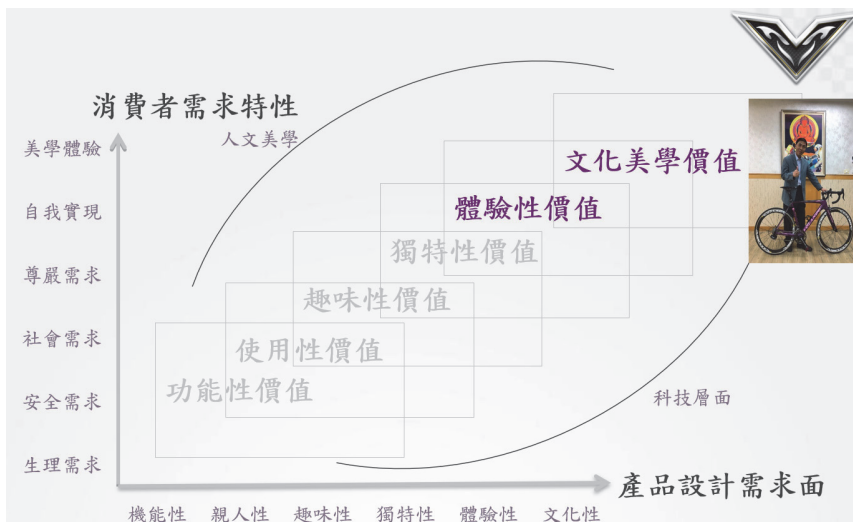 消費者需求特性
人文美學
美學體驗
自我實現
尊嚴需求
社會需求
安全需求
生理需求
文化美學價值
體驗性價值
獨特性價值
趣味性價值
使用性價值
功能性價值
科技層面
產品設計需求面
機能性 親人性 趣味性 獨特性 體驗性 文化性